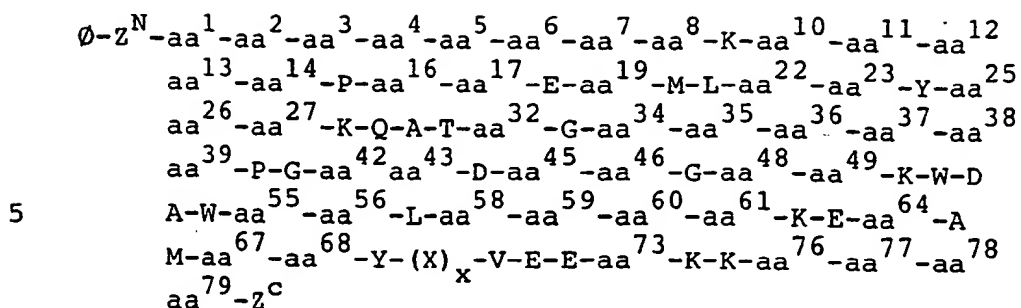 Ø-Z^N-aa^1-aa^2-aa^3-aa^4-aa^5-aa^6-aa^7-aa^8-K-aa^10-aa^11-aa^12
aa^13-aa^14-P-aa^16-aa^17-E-aa^19-M-L-aa^22-aa^23-Y-aa^25
aa^26-aa^27-K-Q-A-T-aa^32-G-aa^34-aa^35-aa^36-aa^37-aa^38
aa^39-P-G-aa^42 aa^43-D-aa^45-aa^46-G-aa^48-aa^49-K-W-D
5 A-W-aa^55-aa^56-L-aa^58-aa^59-aa^60-aa^61-K-E-aa^64-A
M-aa^67-aa^68-Y-(X)_x-V-E-E-aa^73-K-K-aa^76-aa^77-aa^78
aa^79-Z^c